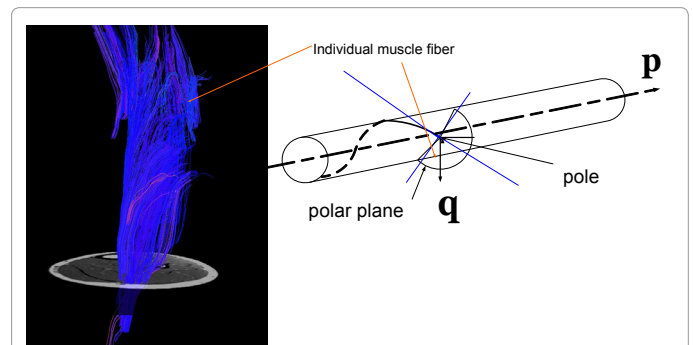 Individual muscle fiber
p
pole
polar plane
q